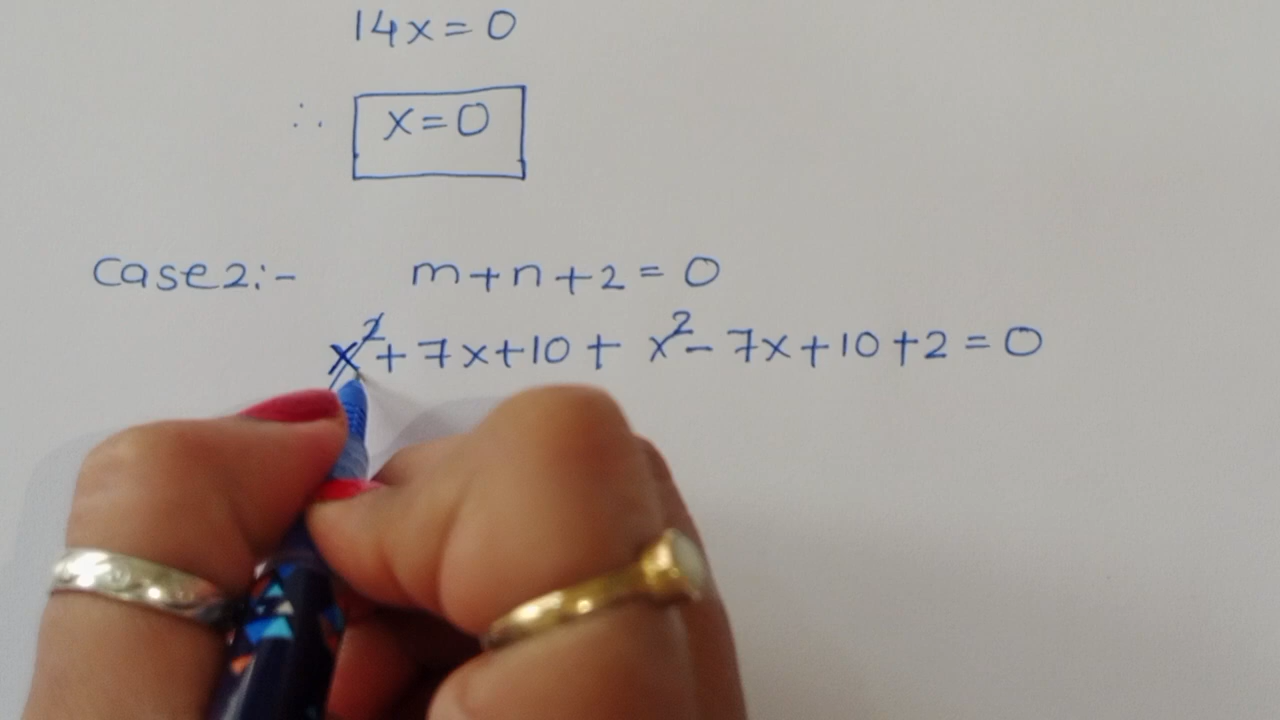 14x=0
∴ x=0
Case2:- m+n+2=0
x²+7x+10+x²-7x+10+2=0